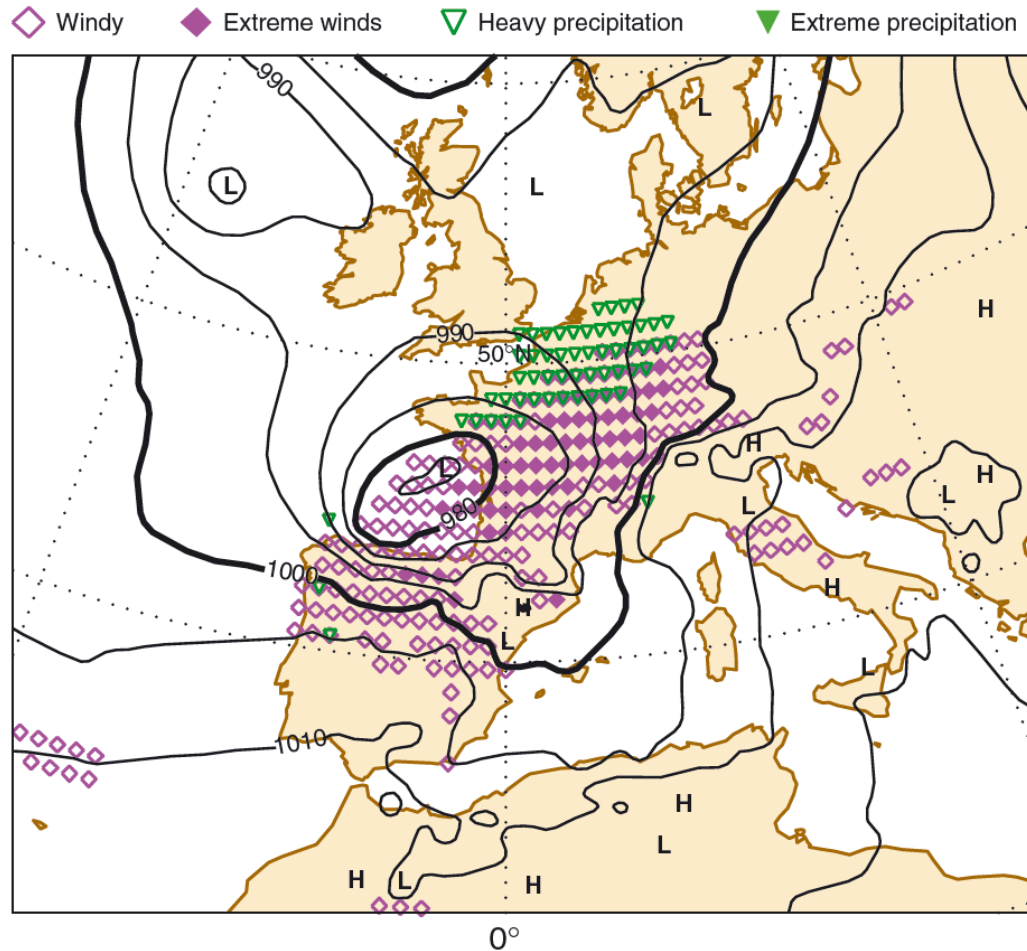 Windy Extreme winds Heavy precipitation Extreme precipitation
990
L
L
L
H
990
50°N
H
H
L
L
L
980
1000
H
H
L
L
1010
H
L
H
L
H
0°